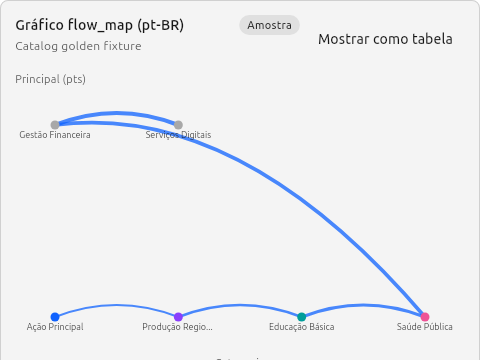 Gráfico flow_map (pt-BR)
Amostra
Mostrar como tabela
Catalog golden fixture
Principal (pts)
Gestão Financeira
Serviços Digitais
Ação Principal
Produção Regio...
Educação Básica
Saúde Pública